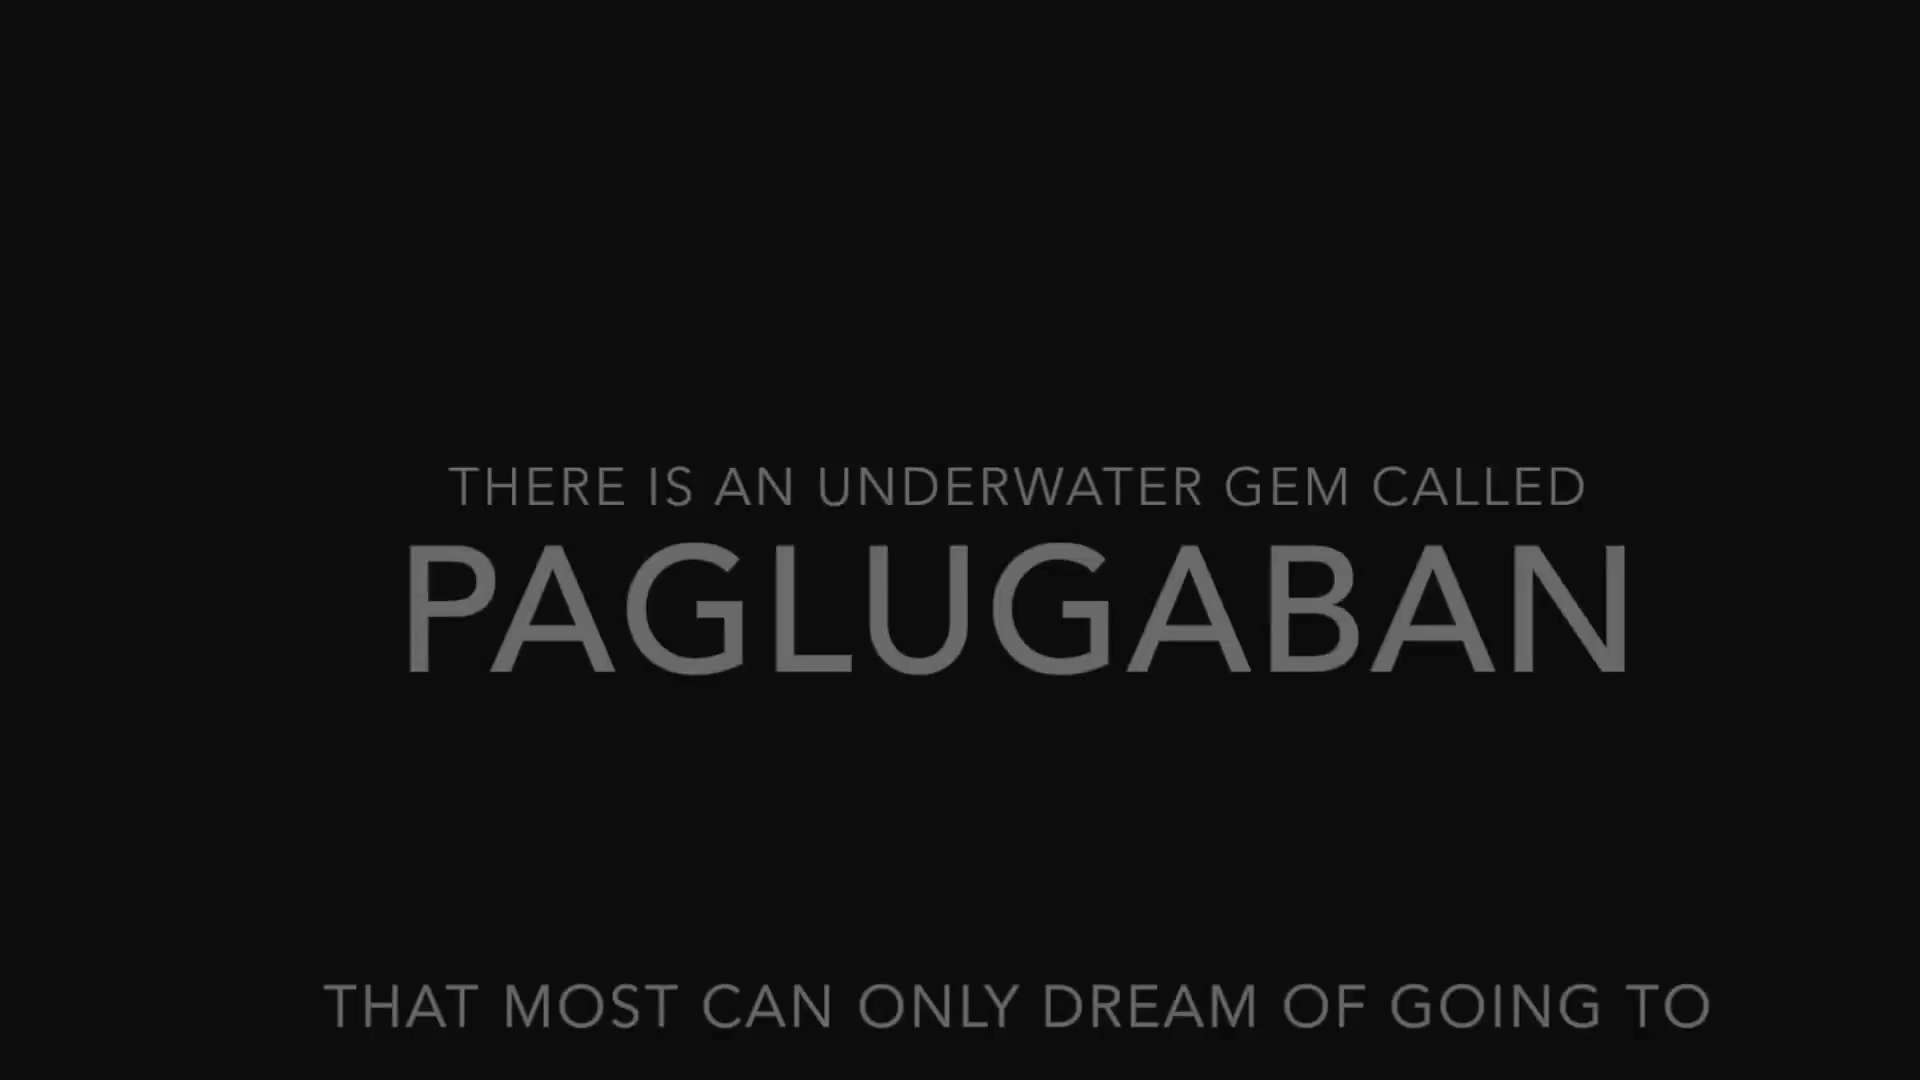 THERE IS AN UNDERWATER GEM CALLED
PAGLUGABAN
THAT MOST CAN ONLY DREAM OF GOING TO